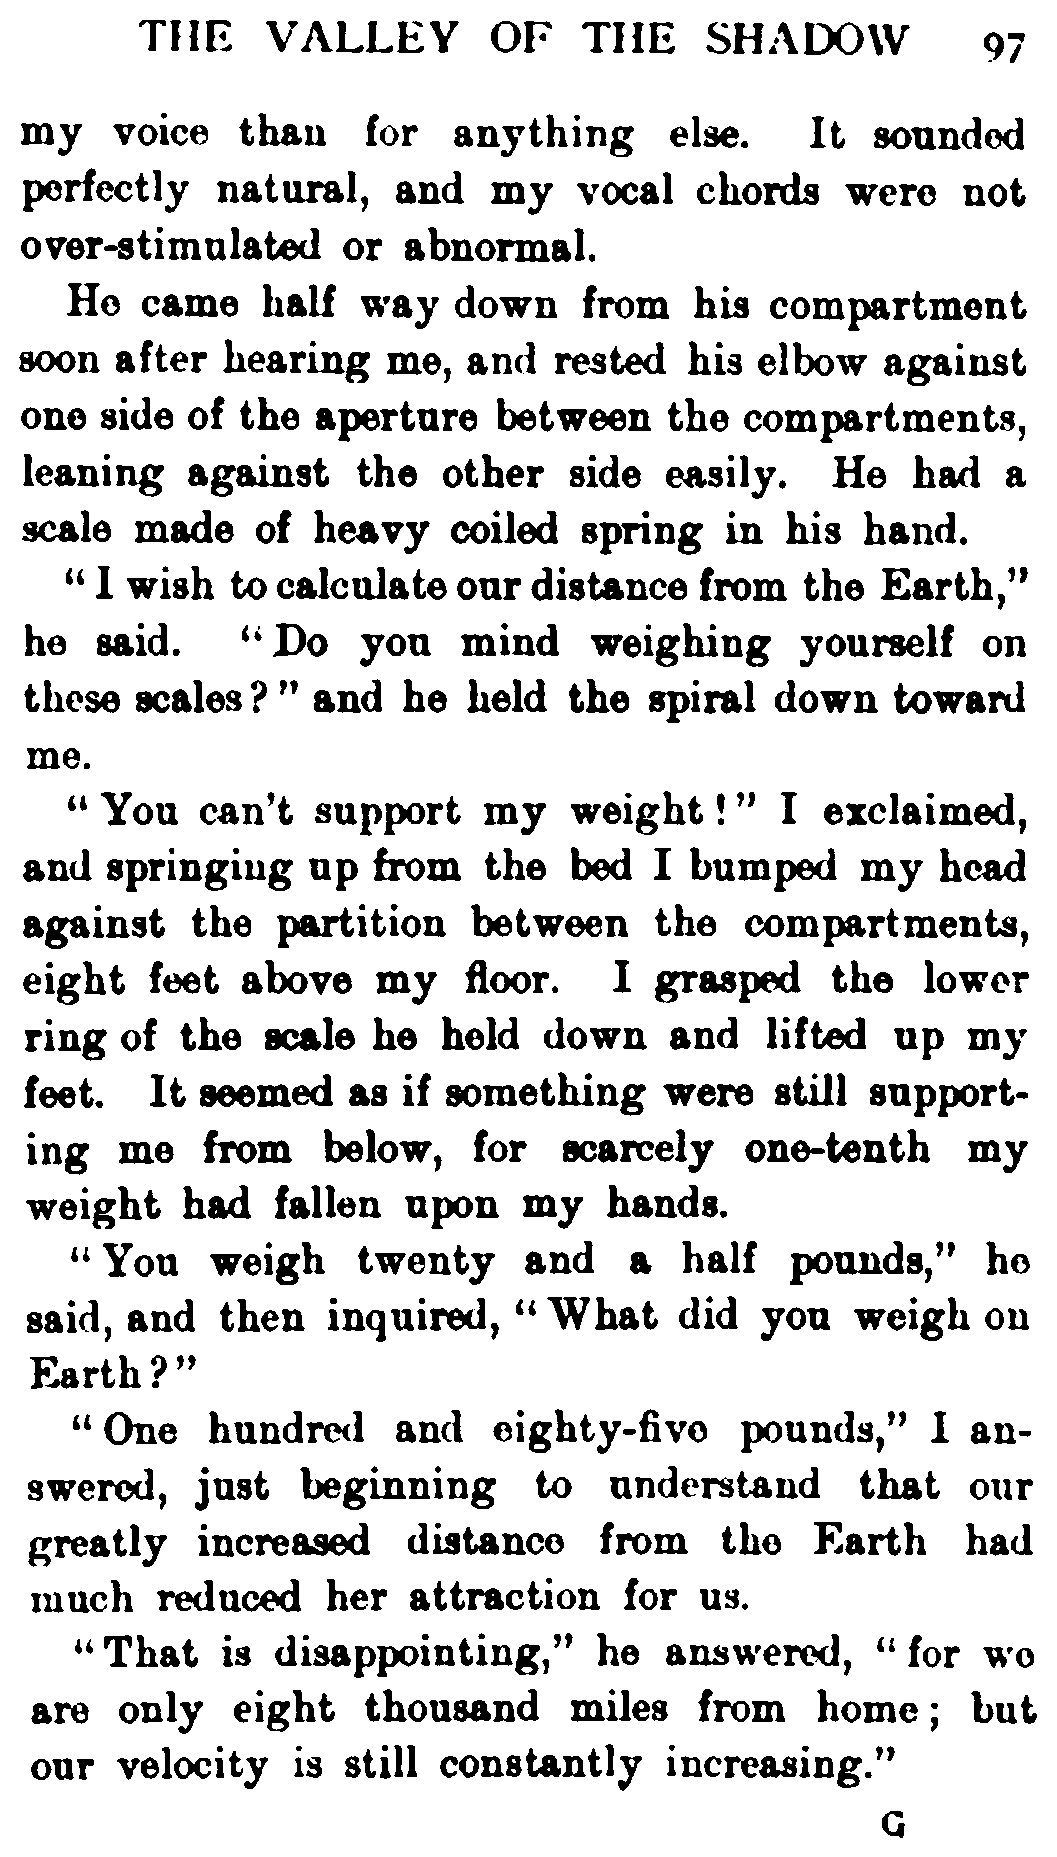 THE VALLEY OF THE SHADOW 97
my voice than for anything else. It sounded
perfectly natural, and my vocal chords were not
over-stimulated or abnormal.
He came half way down from his compartment
soon after hearing me, and rested his elbow against
one side of the aperture between the compartments,
leaning against the other side easily. He had a
scale made of heavy coiled spring in his hand.
"I wish to calculate our distance from the Earth,"
he said. "Do you mind weighing yourself on
these scales?" and he held the spiral down toward
me.
"You can't support my weight!" I exclaimed,
and springing up from the bed I bumped my head
against the partition between the compartments,
eight feet above my floor. I grasped the lower
ring of the scale he held down and lifted up my
feet. It seemed as if something were still support-
ing me from below, for scarcely one-tenth my
weight had fallen upon my hands.
"You weigh twenty and a half pounds," he
said, and then inquired, "What did you weigh on
Earth?"
"One hundred and eighty-five pounds," I an-
swered, just beginning to understand that our
greatly increased distance from the Earth had
much reduced her attraction for us.
"That is disappointing," he answered, "for we
are only eight thousand miles from home; but
our velocity is still constantly increasing."
G